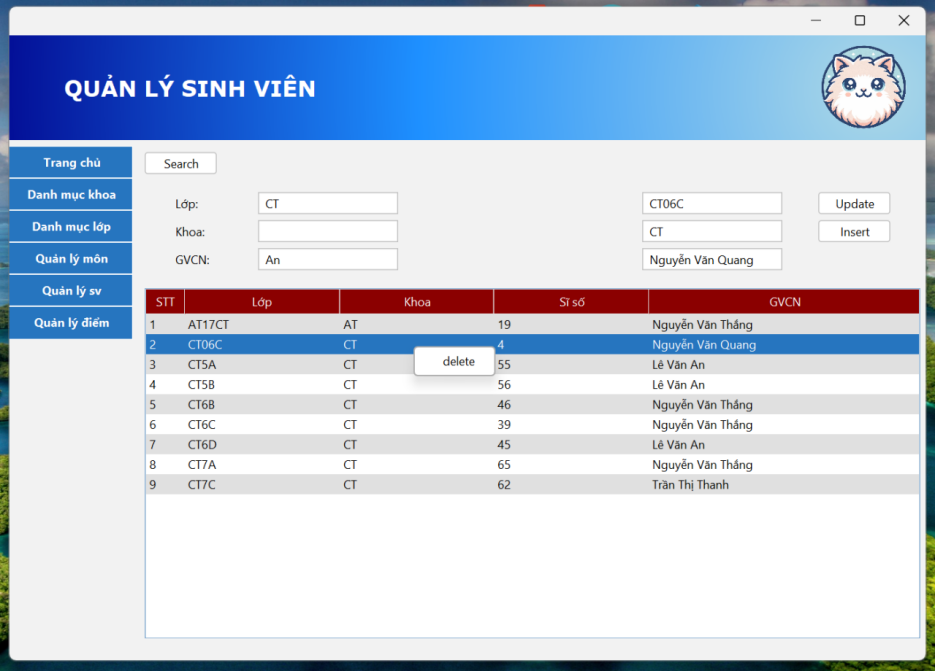 QUẢN LÝ SINH VIÊN
Trang chủ
Danh mục khoa
Danh mục lớp
Quản lý môn
Quản lý sv
Quản lý điểm
Search
Lớp: CT CT06C Update
Khoa: CT Insert
GVCN: An Nguyễn Văn Quang
STT Lớp Khoa Sĩ số GVCN
1 AT17CT AT 19 Nguyễn Văn Thắng
2 CT06C CT 4 Nguyễn Văn Quang
delete
3 CT5A CT 55 Lê Văn An
4 CT5B CT 56 Lê Văn An
5 CT6B CT 46 Nguyễn Văn Thắng
6 CT6C CT 39 Nguyễn Văn Thắng
7 CT6D CT 45 Lê Văn An
8 CT7A CT 65 Nguyễn Văn Thắng
9 CT7C CT 62 Trần Thị Thanh